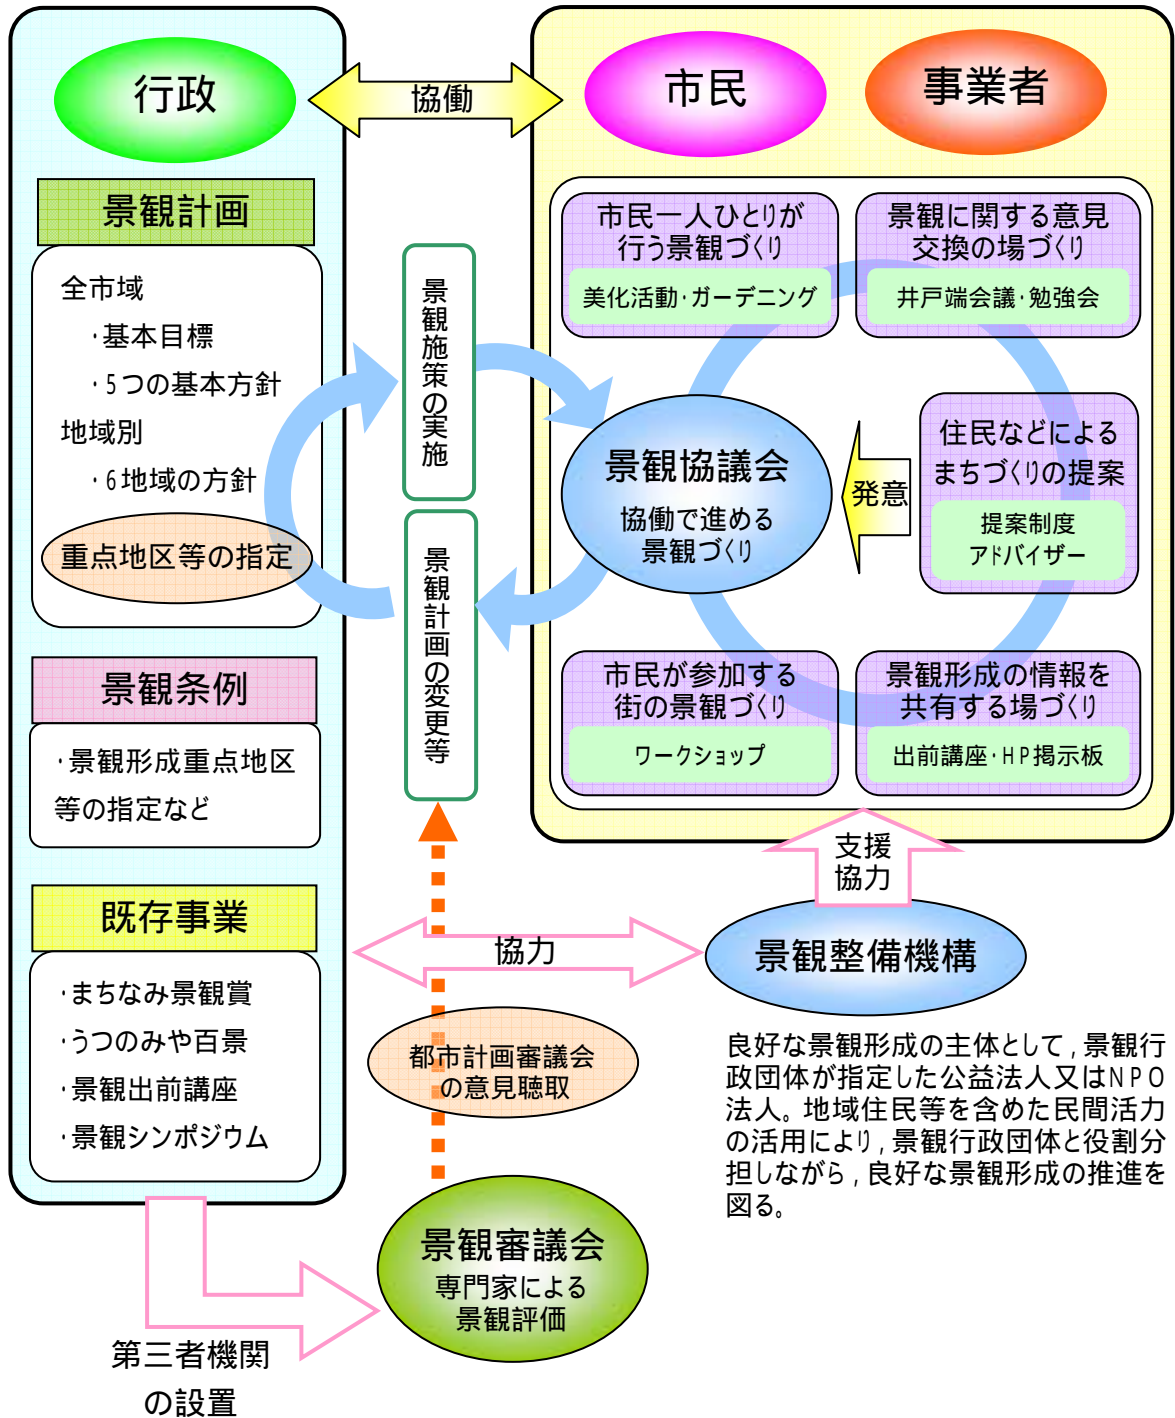 行政
協働
市民
事業者
景観計画
全市域
・基本目標
・5つの基本方針
地域別
・6地域の方針
重点地区等の指定
景観条例
・景観形成重点地区
等の指定など
既存事業
・まちなみ景観賞
・うつのみや百景
・景観出前講座
・景観シンポジウム
景観施策の実施
景観計画の変更等
市民一人ひとりが
行う景観づくり
美化活動・ガーデニング
景観に関する意見
交換の場づくり
井戸端会議・勉強会
景観協議会
協働で進める
景観づくり
発意
住民などによる
まちづくりの提案
提案制度
アドバイザー
市民が参加する
街の景観づくり
ワークショップ
景観形成の情報を
共有する場づくり
出前講座・HP掲示板
支援
協力
協力
景観整備機構
良好な景観形成の主体として,景観行
政団体が指定した公益法人又はNPO
法人。地域住民等を含めた民間活力
の活用により,景観行政団体と役割分
担しながら,良好な景観形成の推進を
図る。
都市計画審議会
の意見聴取
景観審議会
専門家による
景観評価
第三者機関
の設置